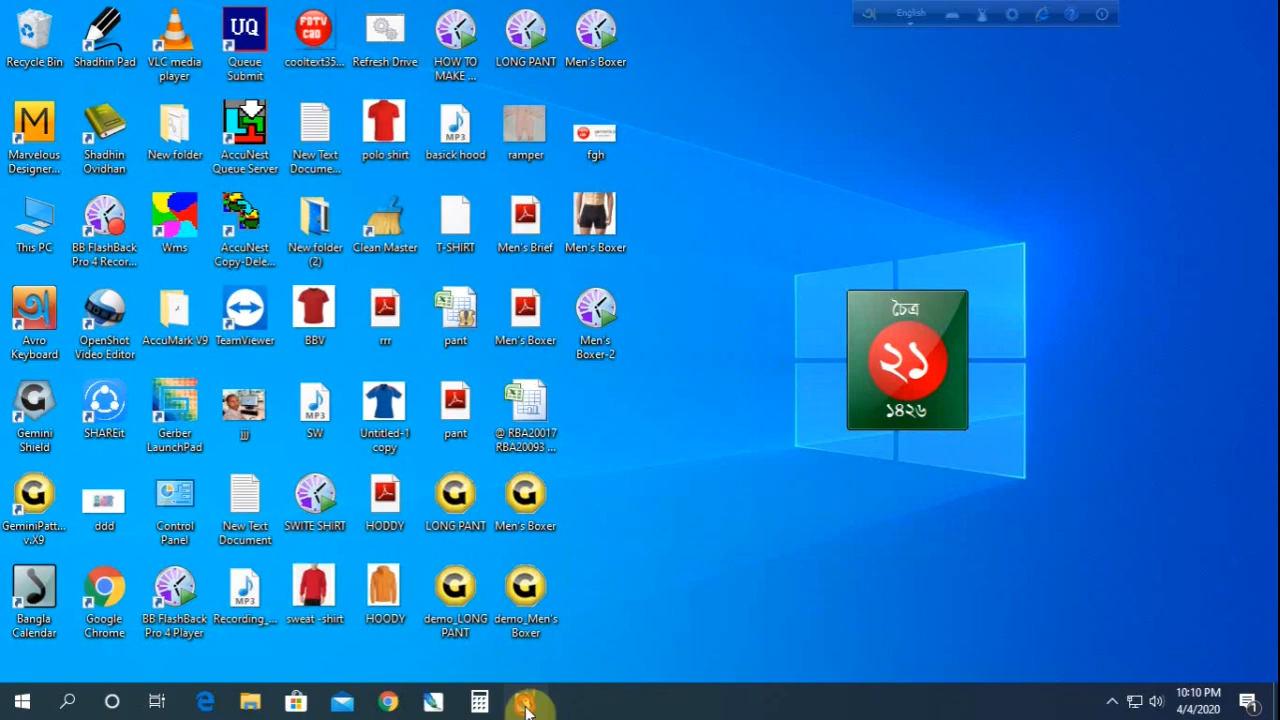 English
Recycle Bin
Shadhin Pad
VLC media
player
UQ
Queue
Submit
cooltext35...
Refresh Drive
HOW TO
MAKE ...
LONG PANT
Men's Boxer
M
Marvelous
Designer...
Shadhin
Ovidhan
New folder
AccuNest
Queue Server
New Text
Docume...
polo shirt
MP3
basick hood
ramper
fgh
This PC
BB FlashBack
Pro 4 Recor...
Wms
AccuNest
Copy-Dele...
New folder
(2)
Clean Master
T-SHIRT
Men's Brief
Men's Boxer
Avro
Keyboard
OpenShot
Video Editor
AccuMark V9
TeamViewer
BBV
rrr
pant
Men's Boxer
Men's
Boxer-2
চৈত্র
২১
১৪২৬
Gemini
Shield
SHAREit
Gerber
LaunchPad
jjj
MP3
SW
Untitled-1
copy
pant
@ RBA20017
RBA20093 ...
GeminiPatt...
v.X9
ddd
Control
Panel
New Text
Document
SWITE SHIRT
HODDY
LONG PANT
Men's Boxer
Bangla
Calendar
Google
Chrome
BB FlashBack
Pro 4 Player
MP3
Recording_...
sweat -shirt
HOODY
demo_LONG
PANT
demo_Men's
Boxer
10:10 PM
4/4/2020
1